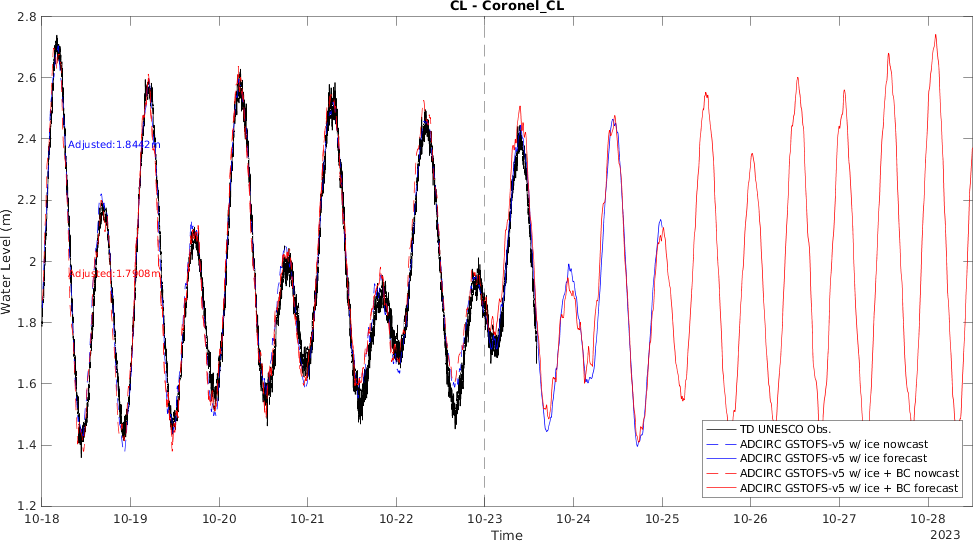 CL - Coronel_CL
2.8
2.6
2.4
2.2
2
1.8
1.6
1.4
1.2
Water Level (m)
Adjusted:1.8442m
Adjusted:1.7908m
TD UNESCO Obs.
ADCIRC GSTOFS-v5 w/ ice nowcast
ADCIRC GSTOFS-v5 w/ ice forecast
ADCIRC GSTOFS-v5 w/ ice + BC nowcast
ADCIRC GSTOFS-v5 w/ ice + BC forecast
10-18 10-19 10-20 10-21 10-22 10-23 10-24 10-25 10-26 10-27 10-28
2023
Time